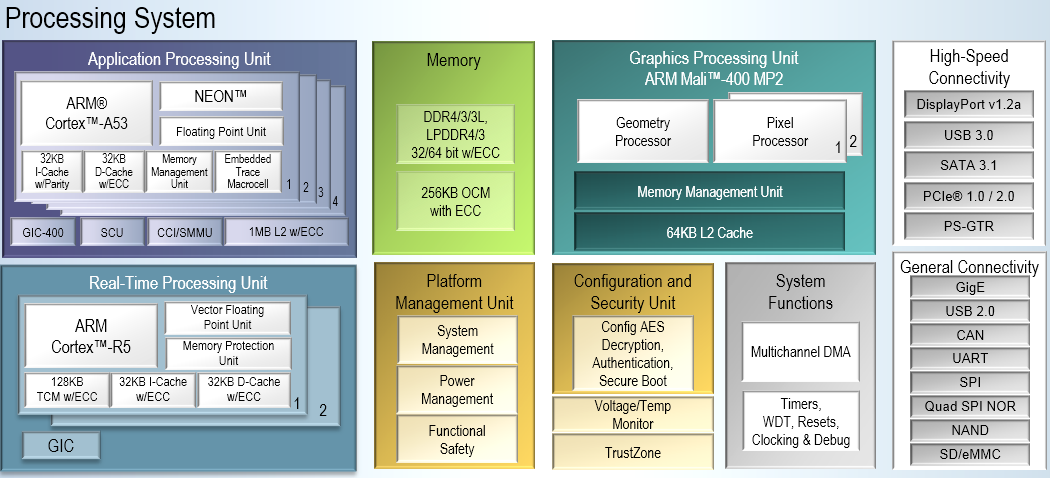 Processing System
Application Processing Unit
ARM®
Cortex™-A53
NEON™
Floating Point Unit
32KB
I-Cache
w/Parity
32KB
D-Cache
w/ECC
Memory
Management
Unit
Embedded
Trace
Macrocell
1
2
3
4
GIC-400
SCU
CCI/SMMU
1MB L2 w/ECC
Memory
DDR4/3/3L,
LPDDR4/3
32/64 bit w/ECC
256KB OCM
with ECC
Graphics Processing Unit
ARM Mali™-400 MP2
Geometry
Processor
Pixel
Processor
1
2
Memory Management Unit
64KB L2 Cache
High-Speed
Connectivity
DisplayPort v1.2a
USB 3.0
SATA 3.1
PCIe® 1.0 / 2.0
PS-GTR
Real-Time Processing Unit
ARM
Cortex™-R5
Vector Floating
Point Unit
Memory Protection
Unit
128KB
TCM w/ECC
32KB I-Cache
w/ECC
32KB D-Cache
w/ECC
1
2
GIC
Platform
Management Unit
System
Management
Power
Management
Functional
Safety
Configuration and
Security Unit
Config AES
Decryption,
Authentication,
Secure Boot
Voltage/Temp
Monitor
TrustZone
System
Functions
Multichannel DMA
Timers,
WDT, Resets,
Clocking & Debug
General Connectivity
GigE
USB 2.0
CAN
UART
SPI
Quad SPI NOR
NAND
SD/eMMC